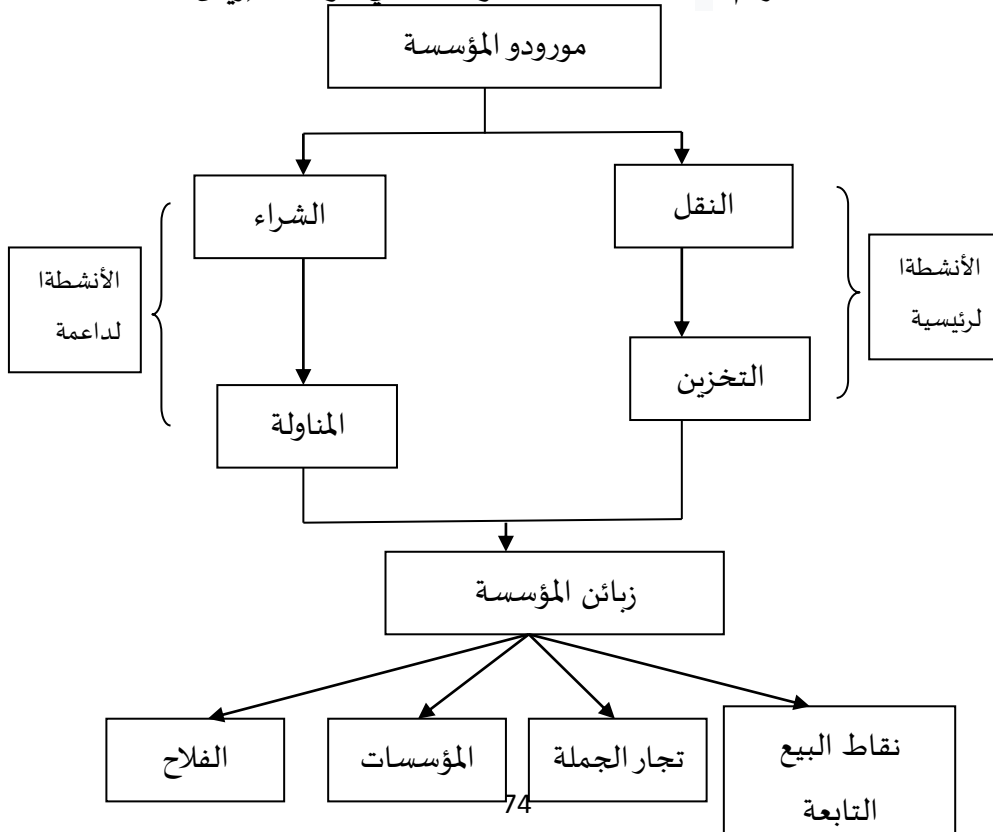 مورودو المؤسسة
النقل
الشراء
الأنشطةا
لرئيسية
الأنشطةا
لداعمة
التخزين
المناولة
زبائن المؤسسة
نقاط البيع
التابعة
تجار الجملة
المؤسسات
الفلاح
74